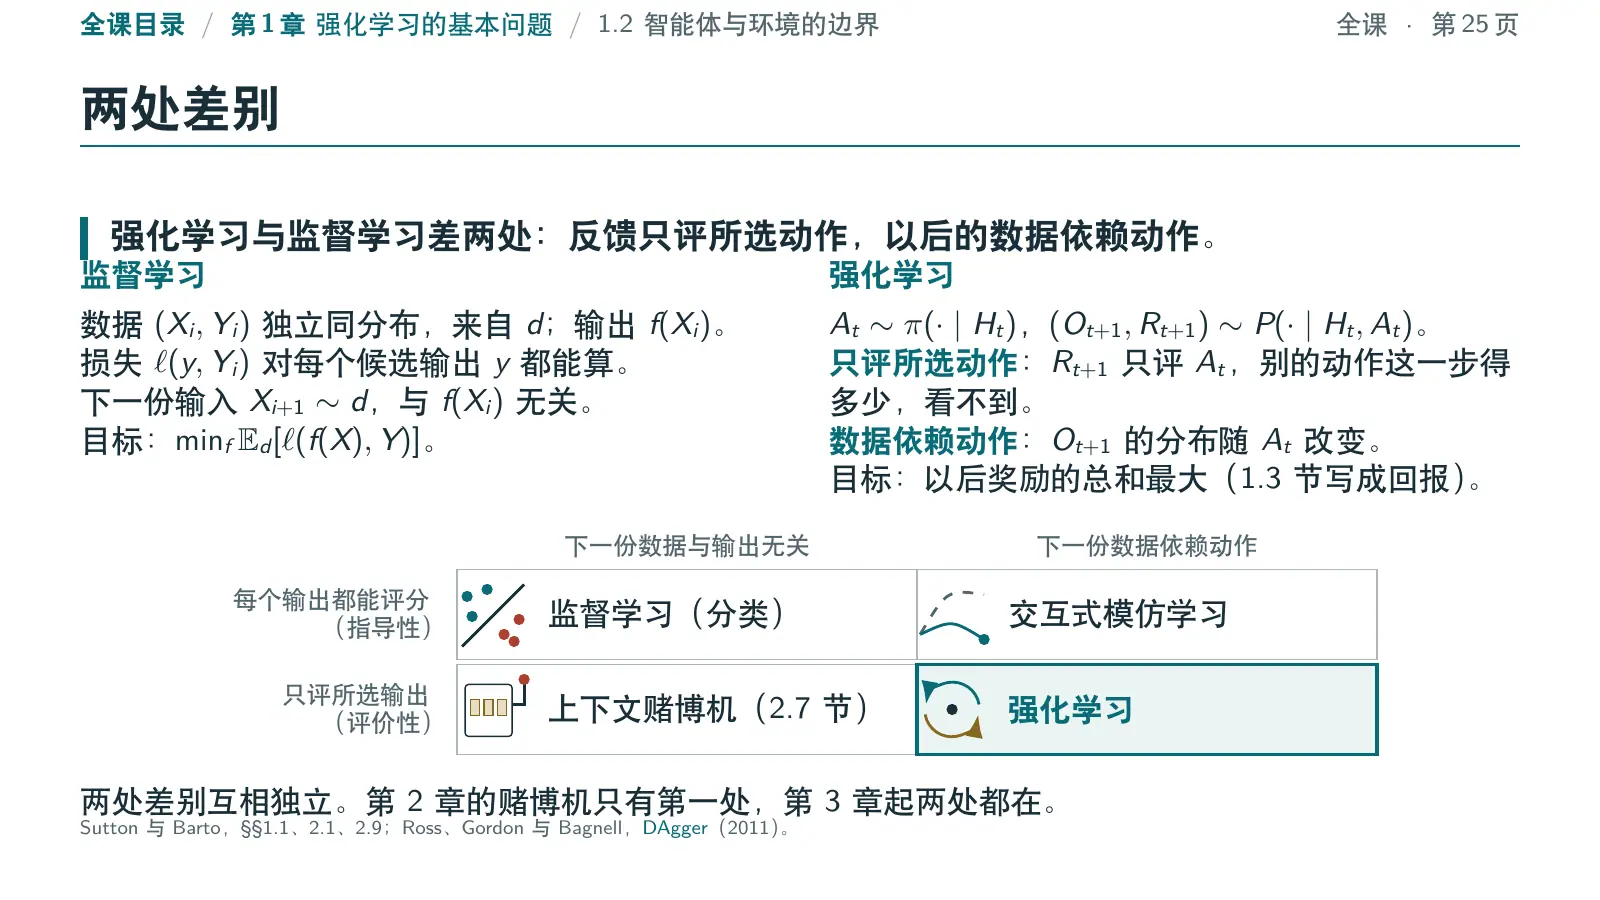 全课目录 / 第1章 强化学习的基本问题 / 1.2 智能体与环境的边界
全课 · 第25页
两处差别
强化学习与监督学习差两处：反馈只评所选动作，以后的数据依赖动作。
监督学习
数据 (Xᵢ, Yᵢ) 独立同分布，来自 d；输出 f(Xᵢ)。
损失 ℓ(y, Yᵢ) 对每个候选输出 y 都能算。
下一份输入 Xᵢ₊₁ ∼ d，与 f(Xᵢ) 无关。
目标：min_f 𝔼_d[ℓ(f(X), Y)]。
强化学习
Aₜ ∼ π(· | Hₜ)，(Oₜ₊₁, Rₜ₊₁) ∼ P(· | Hₜ, Aₜ)。
只评所选动作：Rₜ₊₁ 只评 Aₜ，别的动作这一步得
多少，看不到。
数据依赖动作：Oₜ₊₁ 的分布随 Aₜ 改变。
目标：以后奖励的总和最大（1.3 节写成回报）。
下一份数据与输出无关
下一份数据依赖动作
每个输出都能评分
（指导性）
监督学习（分类）
交互式模仿学习
只评所选输出
（评价性）
上下文赌博机（2.7 节）
强化学习
两处差别互相独立。第 2 章的赌博机只有第一处，第 3 章起两处都在。
Sutton 与 Barto，§§1.1、2.1、2.9；Ross、Gordon 与 Bagnell，DAgger（2011）。